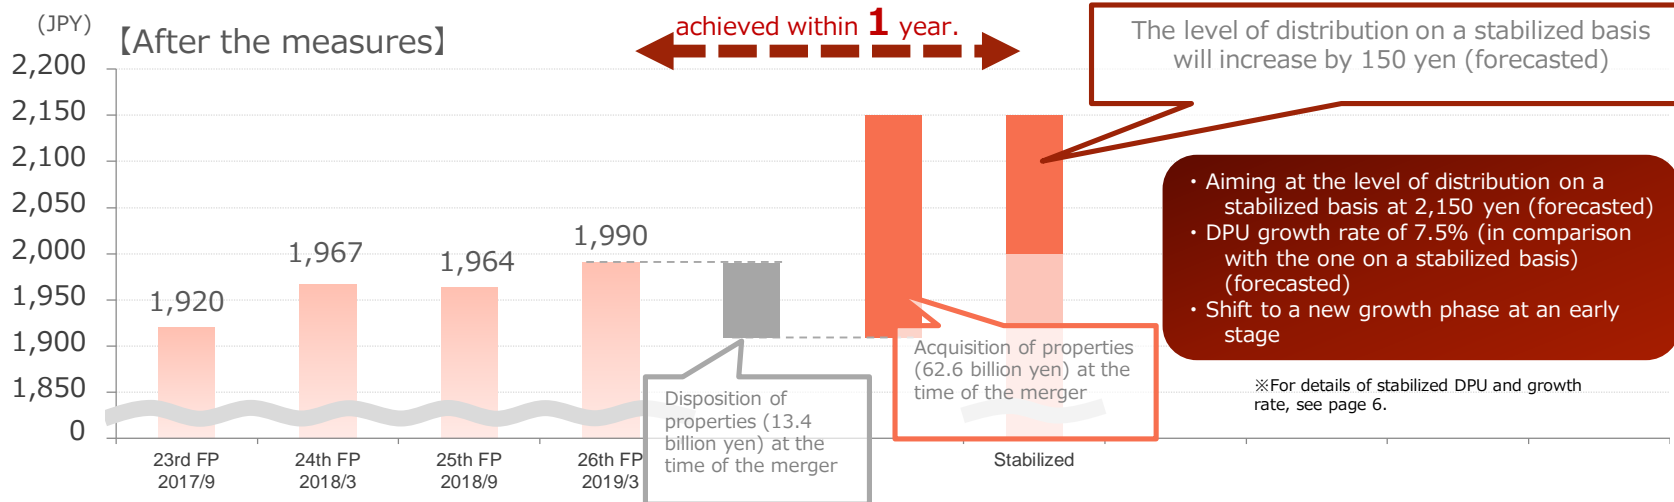 (JPY)
【After the measures】
achieved within 1 year.
The level of distribution on a stabilized basis
will increase by 150 yen (forecasted)
2,200
2,150
2,100
2,050
2,000
1,950
1,900
1,850
0
1,920
1,967
1,964
1,990
・Aiming at the level of distribution on a
stabilized basis at 2,150 yen (forecasted)
・DPU growth rate of 7.5% (in comparison
with the one on a stabilized basis)
(forecasted)
・Shift to a new growth phase at an early
stage
※For details of stabilized DPU and growth
rate, see page 6.
Disposition of
properties (13.4
billion yen) at the
time of the merger
Acquisition of properties
(62.6 billion yen) at the
time of the merger
23rd FP
2017/9
24th FP
2018/3
25th FP
2018/9
26th FP
2019/3
Stabilized